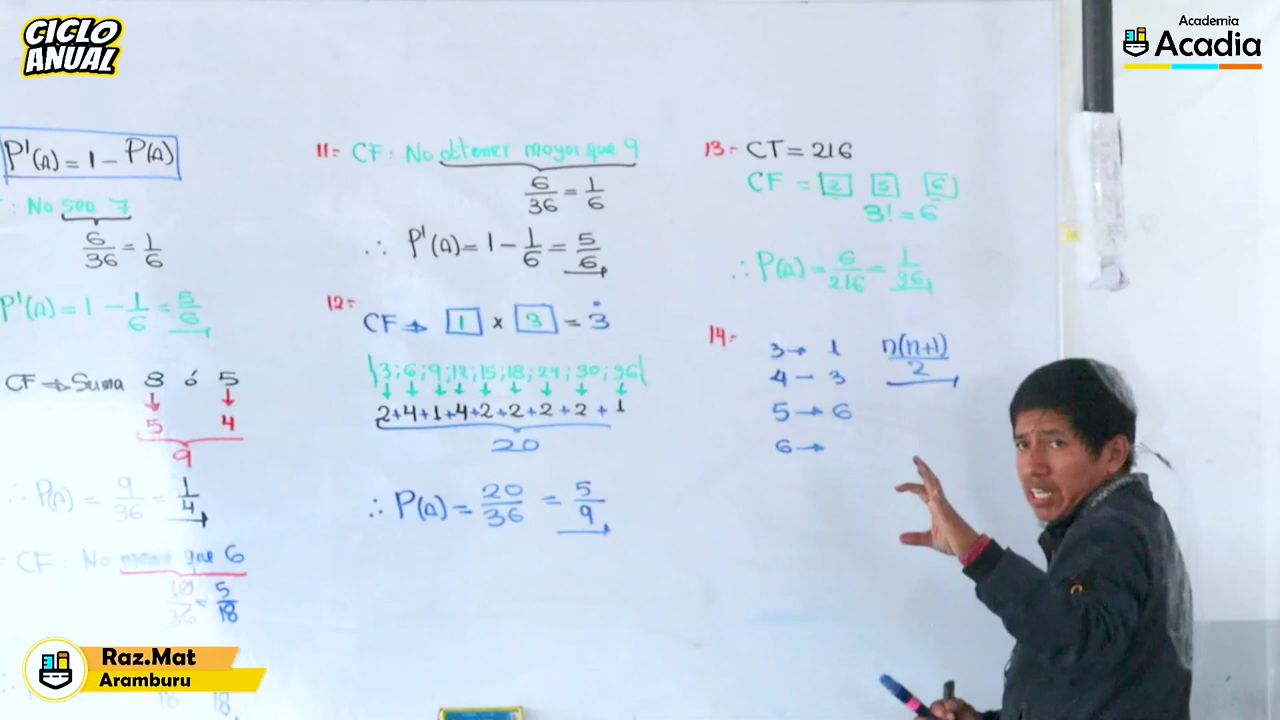 CICLO
ANUAL
Academia
Acadia
P'(A) = 1 - P(A)
: No sea 7
6/36 = 1/6
P'(A) = 1 - 1/6 = 5/6
CF ⇒ Suma 3 ó 5
↓ ↓
5 4
9
∴ P(A) = 9/36 = 1/4
CF: No menor que 6
10/36 = 5/18
18 18
11.- CF: No obtener mayor que 9
6/36 = 1/6
∴ P'(A) = 1 - 1/6 = 5/6
12.- CF ⇒ 1 × 3 = 3̇
{3; 6; 9; 12; 15; 18; 24; 30; 36}
↓ ↓ ↓ ↓ ↓ ↓ ↓ ↓ ↓
2+4+1+4+2+2+2+2+1
20
∴ P(A) = 20/36 = 5/9
13.- CT = 216
CF = 2 5 6
3! = 6
∴ P(A) = 6/216 = 1/36
14.-
3 → 1 n(n+1)/2
4 - 3
5 → 6
6 →
Raz.Mat
Aramburu